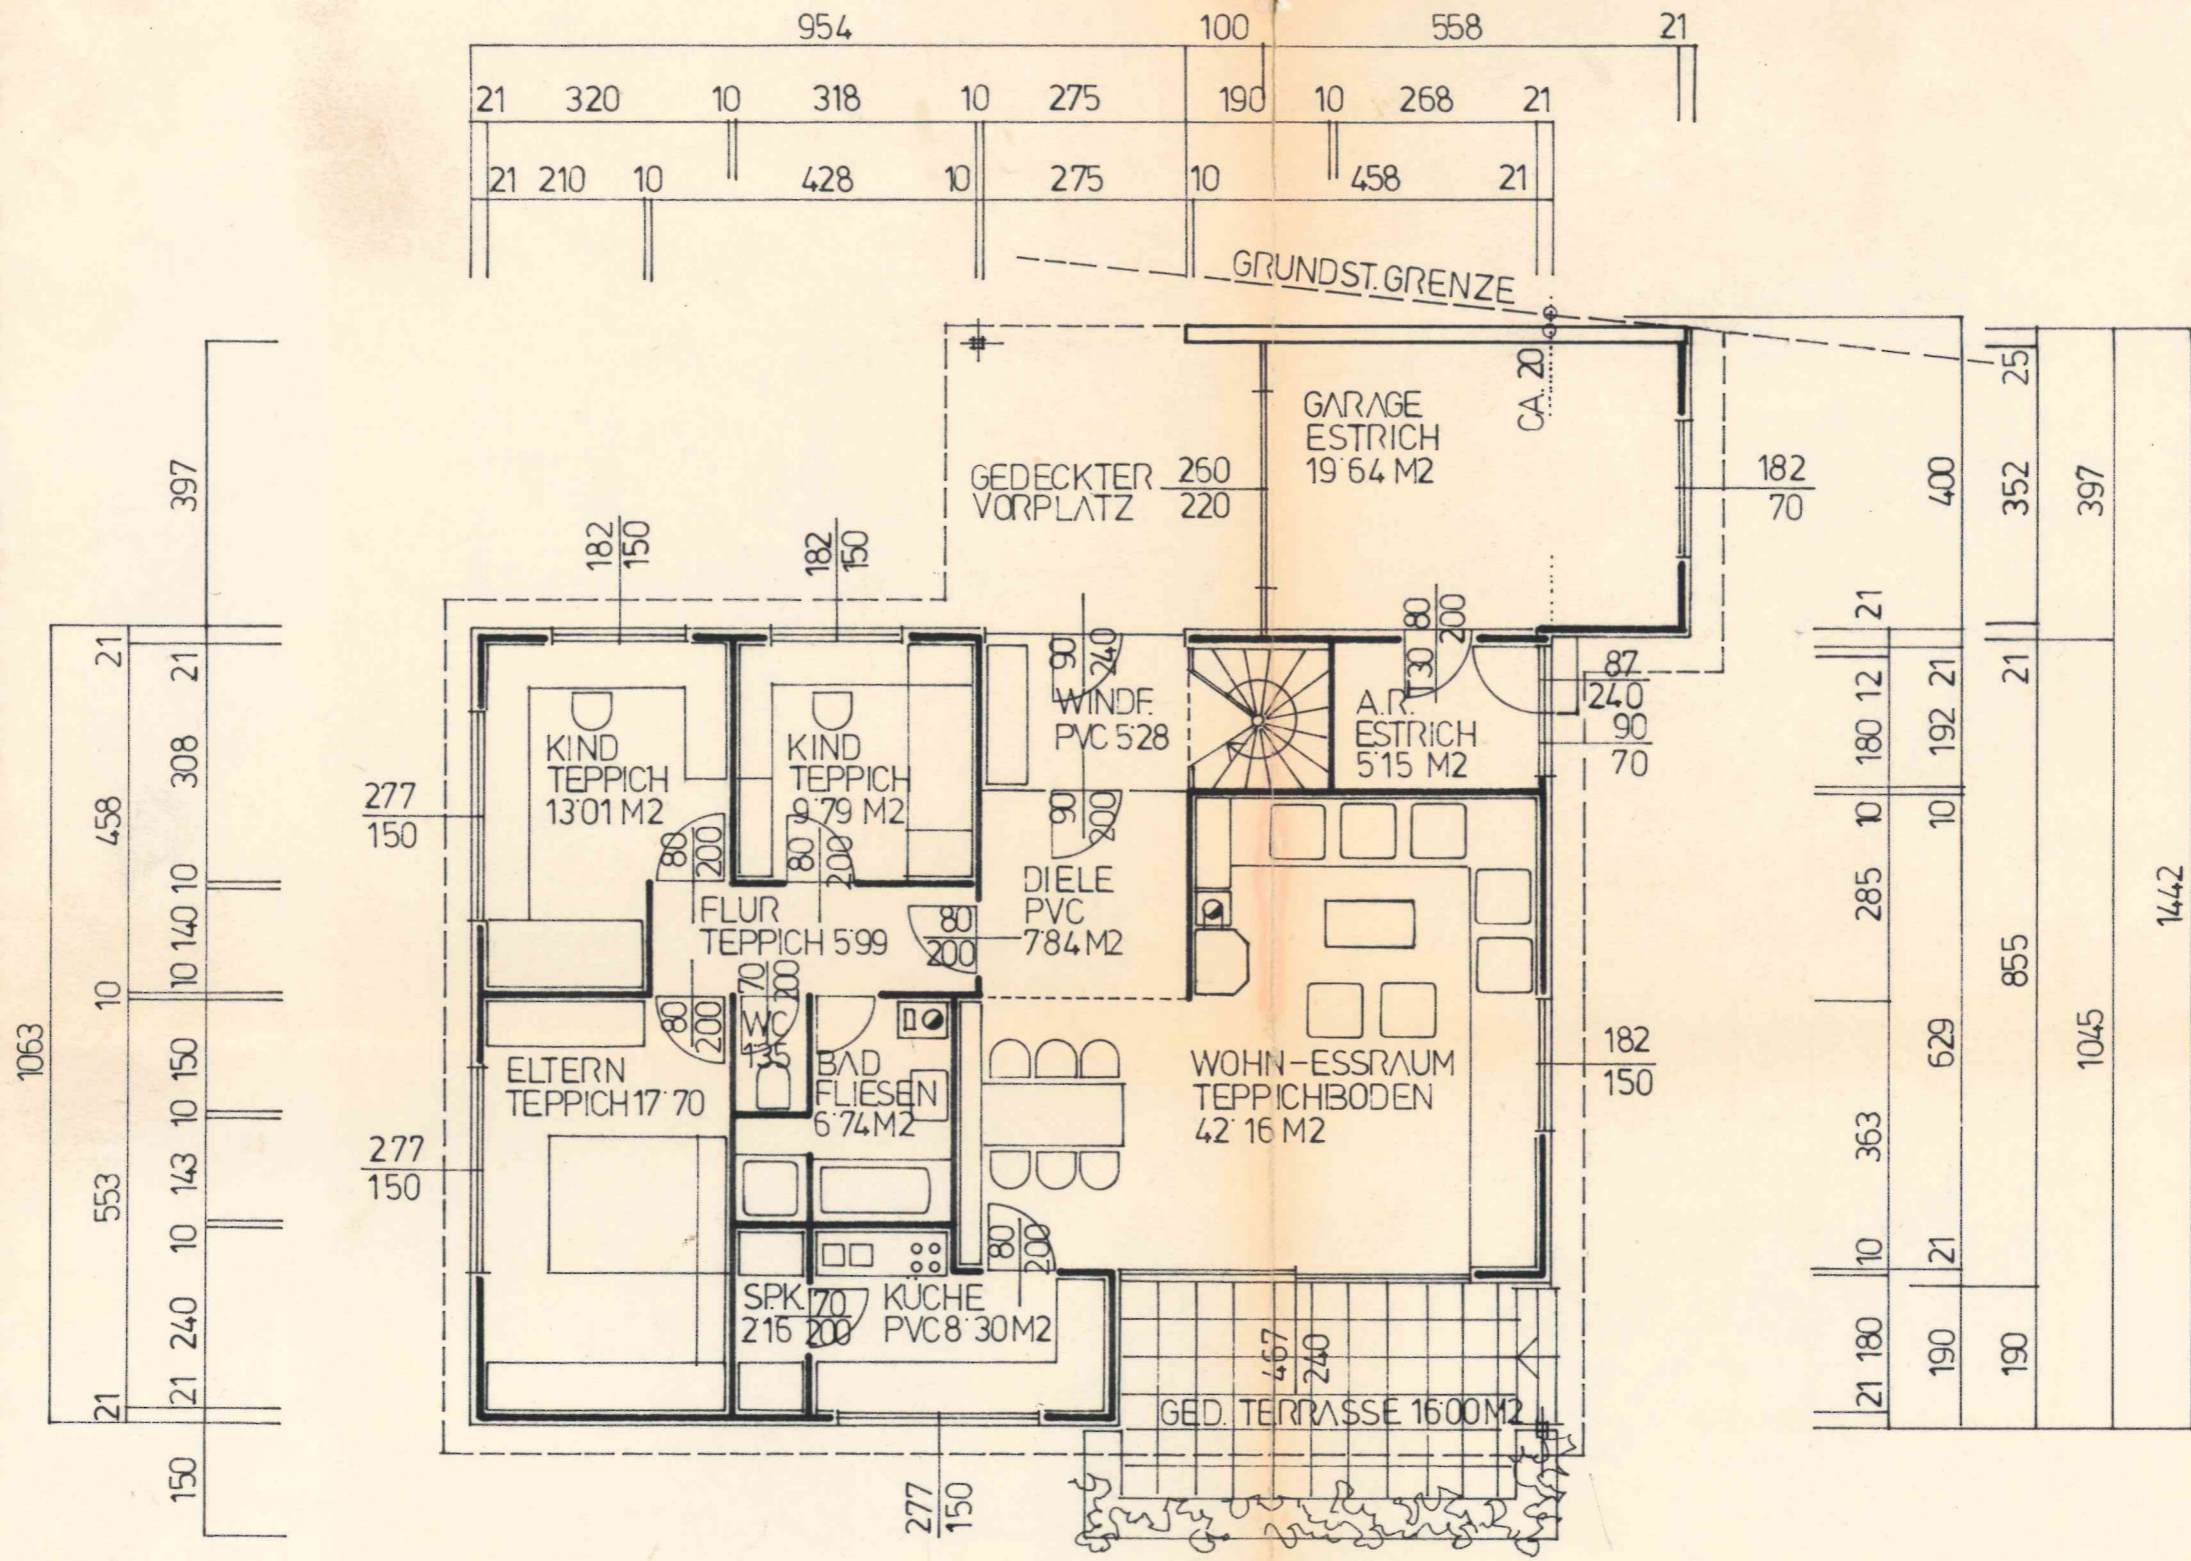 954 100 558 21
21 320 10 318 10 275 190 10 268 21
21 210 10 428 10 275 10 458 21
GRUNDST. GRENZE
CA. 20
GARAGE
ESTRICH
19˙64 M2
GEDECKTER
VORPLATZ
260
220
182
70
182
150
182
150
80
200
T30
90
240
87
240
90
70
WINDF.
PVC 5˙28
A.R.
ESTRICH
5˙15 M2
KIND
TEPPICH
13˙01 M2
KIND
TEPPICH
9˙79 M2
277
150
80
200
80
200
90
200
DIELE
PVC
7˙84 M2
FLUR
TEPPICH 5˙99
80
200
70
200
80
200
WC
1˙35
BAD
FLIESEN
6˙74 M2
ELTERN
TEPPICH 17˙70
WOHN-ESSRAUM
TEPPICHBODEN
42˙16 M2
182
150
277
150
80
200
SPK.
2˙16
70
200
KÜCHE
PVC 8˙30 M2
467
240
GED. TERRASSE 16˙00 M2
277
150
1063
21 458 10 553 21
397 21 308 10 140 10 150 10 143 10 240 21 150
21 12 180 10 285 363 10 180 21
400 21 192 10 629 21 190
25 352 21 855 190
397 1045
1442